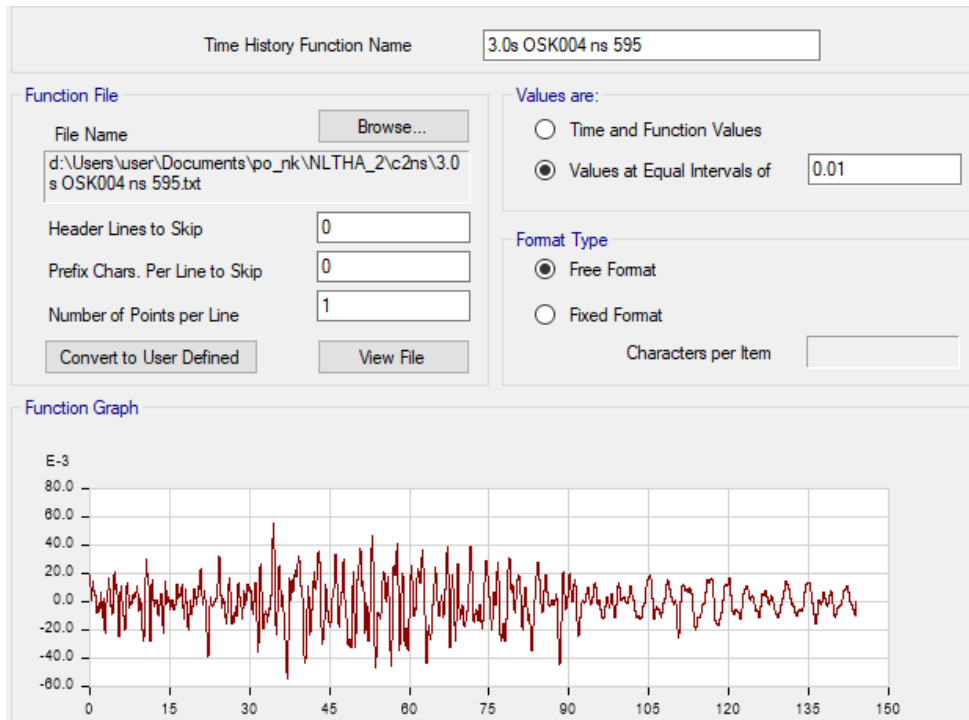 Time History Function Name
3.0s OSK004 ns 595
Function File
File Name
Browse...
d:\Users\user\Documents\po_nk\NLTHA_2\c2ns\3.0
s OSK004 ns 595.txt
Header Lines to Skip
0
Prefix Chars. Per Line to Skip
0
Number of Points per Line
1
Convert to User Defined
View File
Values are:
Time and Function Values
Values at Equal Intervals of
0.01
Format Type
Free Format
Fixed Format
Characters per Item
Function Graph
E-3
80.0
60.0
40.0
20.0
0.0
-20.0
-40.0
-60.0
0 15 30 45 60 75 90 105 120 135 150